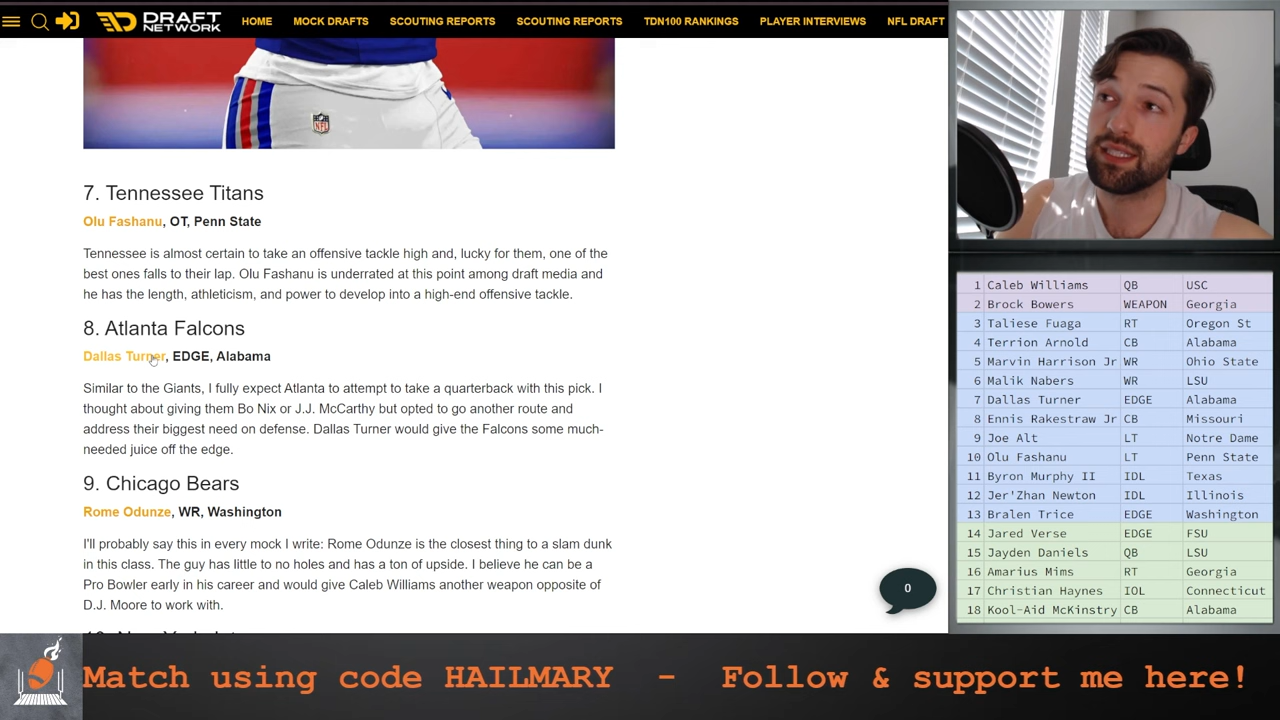 DRAFT
NETWORK
HOME
MOCK DRAFTS
SCOUTING REPORTS
SCOUTING REPORTS
TDN100 RANKINGS
PLAYER INTERVIEWS
NFL DRAFT
NFL
7. Tennessee Titans
Olu Fashanu, OT, Penn State
Tennessee is almost certain to take an offensive tackle high and, lucky for them, one of the
best ones falls to their lap. Olu Fashanu is underrated at this point among draft media and
he has the length, athleticism, and power to develop into a high-end offensive tackle.
8. Atlanta Falcons
Dallas Turner, EDGE, Alabama
Similar to the Giants, I fully expect Atlanta to attempt to take a quarterback with this pick. I
thought about giving them Bo Nix or J.J. McCarthy but opted to go another route and
address their biggest need on defense. Dallas Turner would give the Falcons some much-
needed juice off the edge.
9. Chicago Bears
Rome Odunze, WR, Washington
I'll probably say this in every mock I write: Rome Odunze is the closest thing to a slam dunk
in this class. The guy has little to no holes and has a ton of upside. I believe he can be a
Pro Bowler early in his career and would give Caleb Williams another weapon opposite of
D.J. Moore to work with.
0
1 Caleb Williams QB USC
2 Brock Bowers WEAPON Georgia
3 Taliese Fuaga RT Oregon St
4 Terrion Arnold CB Alabama
5 Marvin Harrison Jr WR Ohio State
6 Malik Nabers WR LSU
7 Dallas Turner EDGE Alabama
8 Ennis Rakestraw Jr CB Missouri
9 Joe Alt LT Notre Dame
10 Olu Fashanu LT Penn State
11 Byron Murphy II IDL Texas
12 Jer'Zhan Newton IDL Illinois
13 Bralen Trice EDGE Washington
14 Jared Verse EDGE FSU
15 Jayden Daniels QB LSU
16 Amarius Mims RT Georgia
17 Christian Haynes IOL Connecticut
18 Kool-Aid McKinstry CB Alabama
Match using code HAILMARY - Follow & support me here!